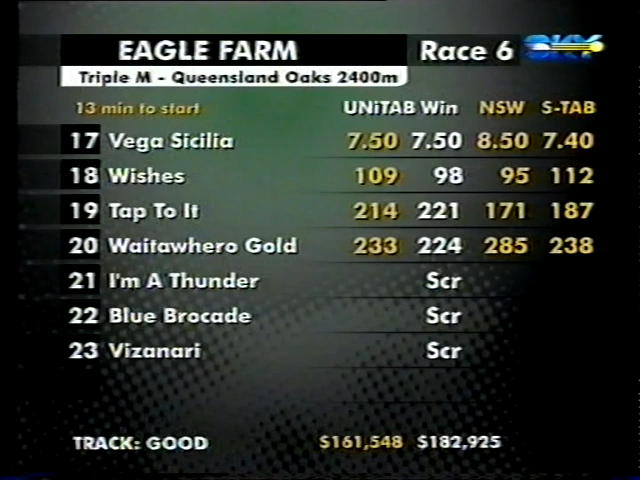 EAGLE FARM Race 6 SKY
Triple M - Queensland Oaks 2400m
13 min to start UNiTAB Win NSW S-TAB
17 Vega Sicilia 7.50 7.50 8.50 7.40
18 Wishes 109 98 95 112
19 Tap To It 214 221 171 187
20 Waitawhero Gold 233 224 285 238
21 I'm A Thunder Scr
22 Blue Brocade Scr
23 Vizanari Scr
TRACK: GOOD $161,548 $182,925